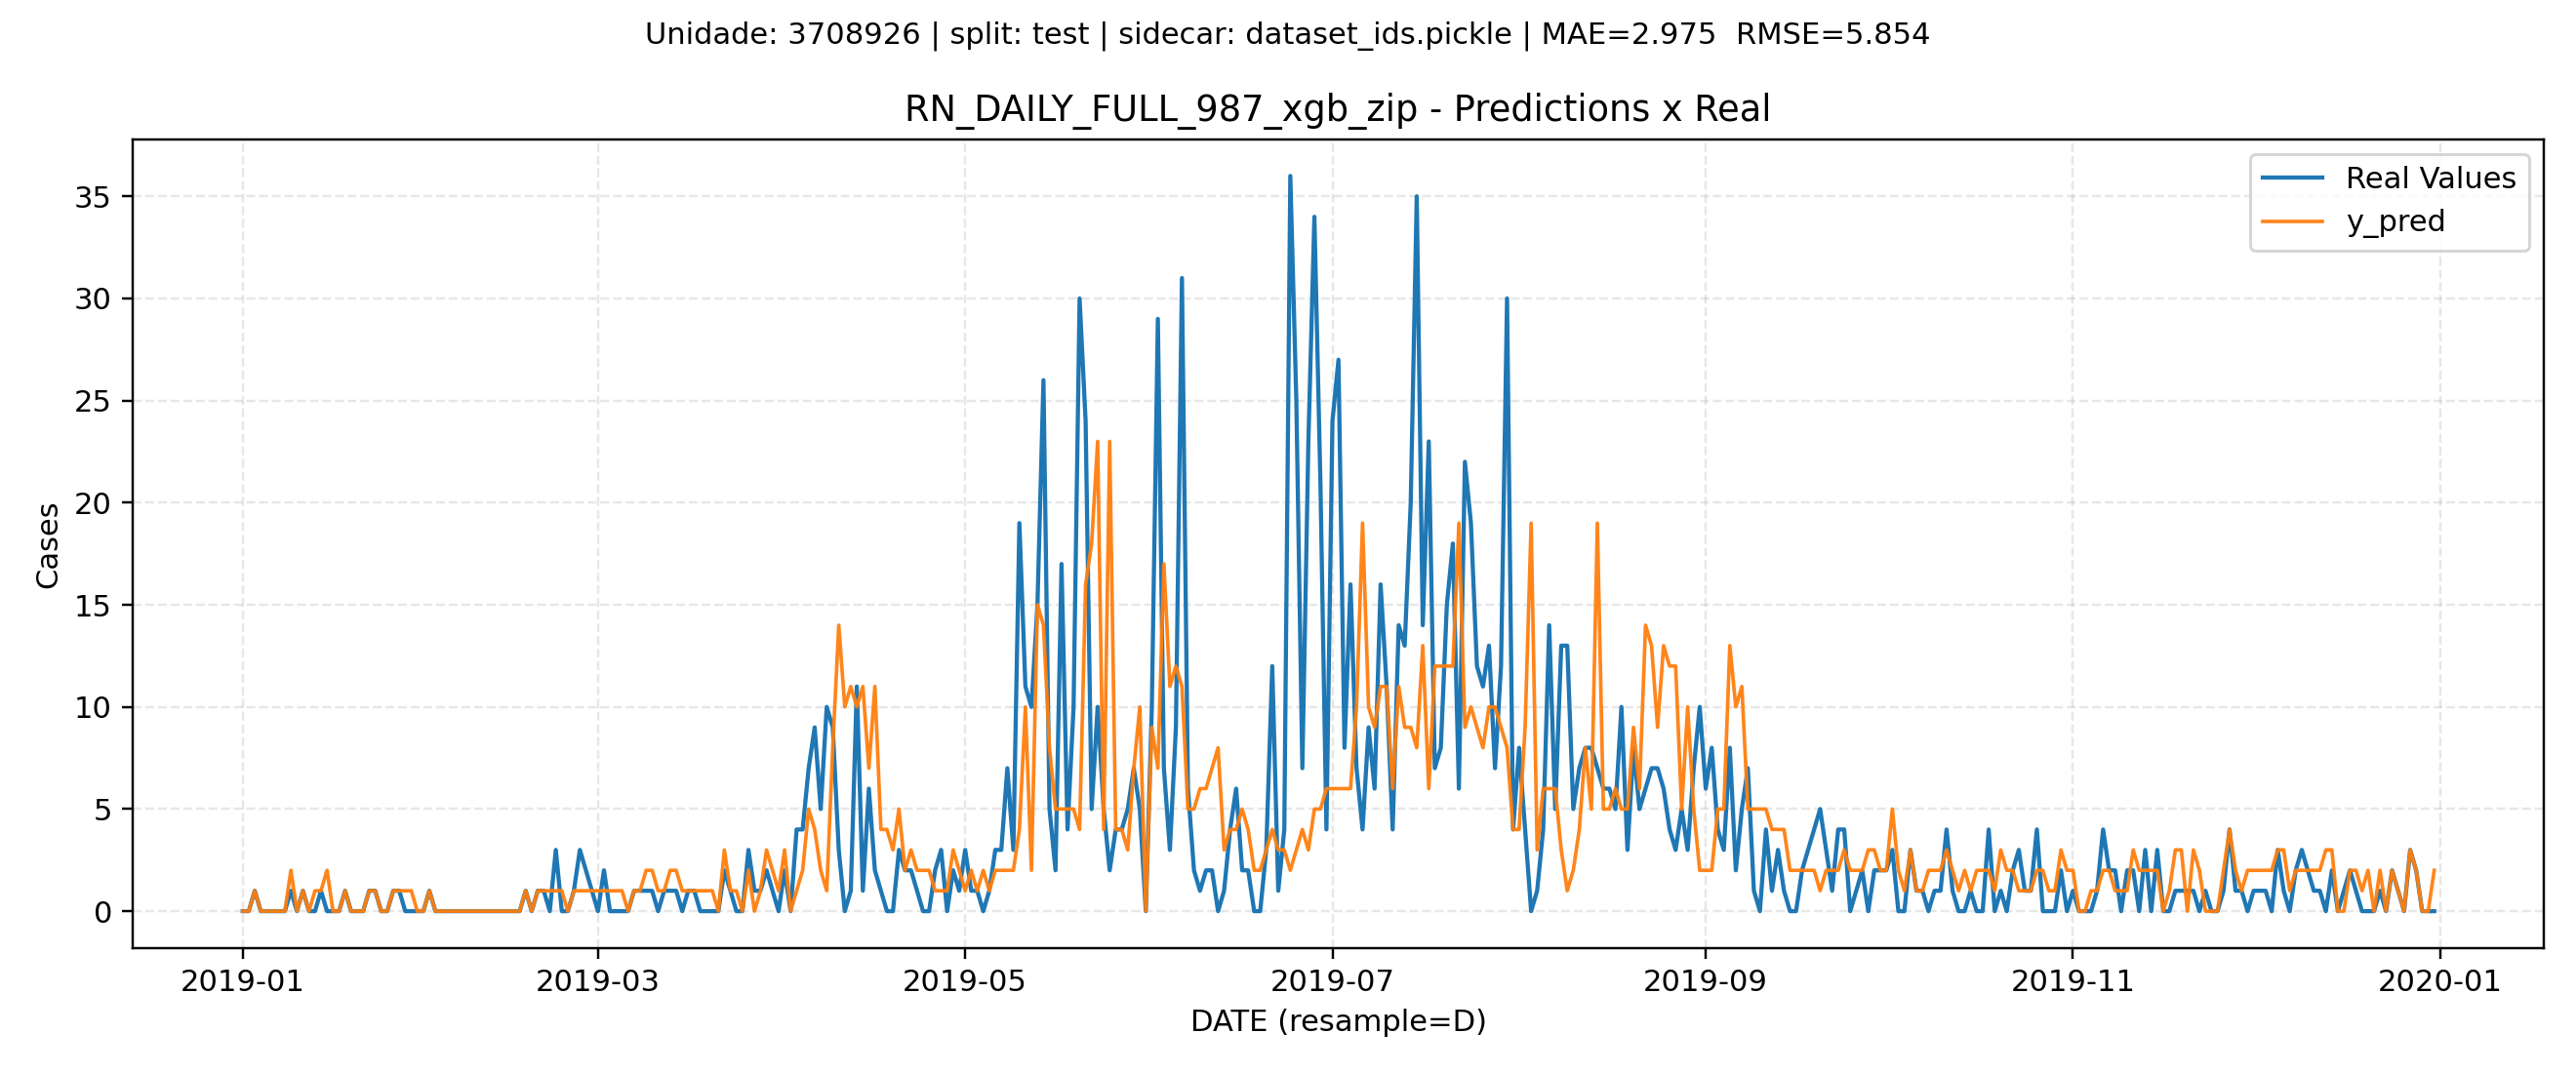 Unidade: 3708926 | split: test | sidecar: dataset_ids.pickle | MAE=2.975  RMSE=5.854
RN_DAILY_FULL_987_xgb_zip - Predictions x Real
Real Values
y_pred
35
30
25
20
15
10
5
0
Cases
2019-01
2019-03
2019-05
2019-07
2019-09
2019-11
2020-01
DATE (resample=D)